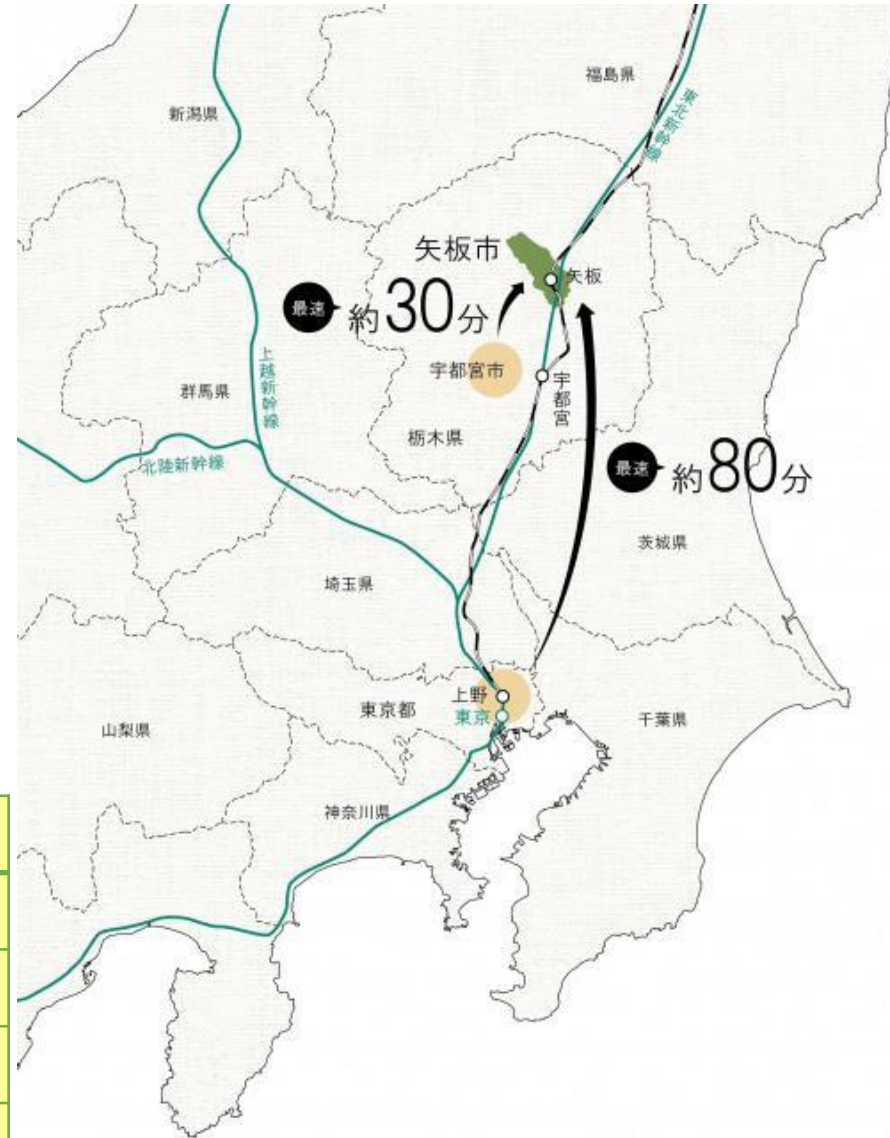 福島県
新潟県
東北新幹線
矢板市
矢板
最速
約30分
上越新幹線
宇都宮市
宇都宮
群馬県
栃木県
北陸新幹線
最速
約80分
茨城県
埼玉県
上野
東京
東京都
千葉県
山梨県
神奈川県